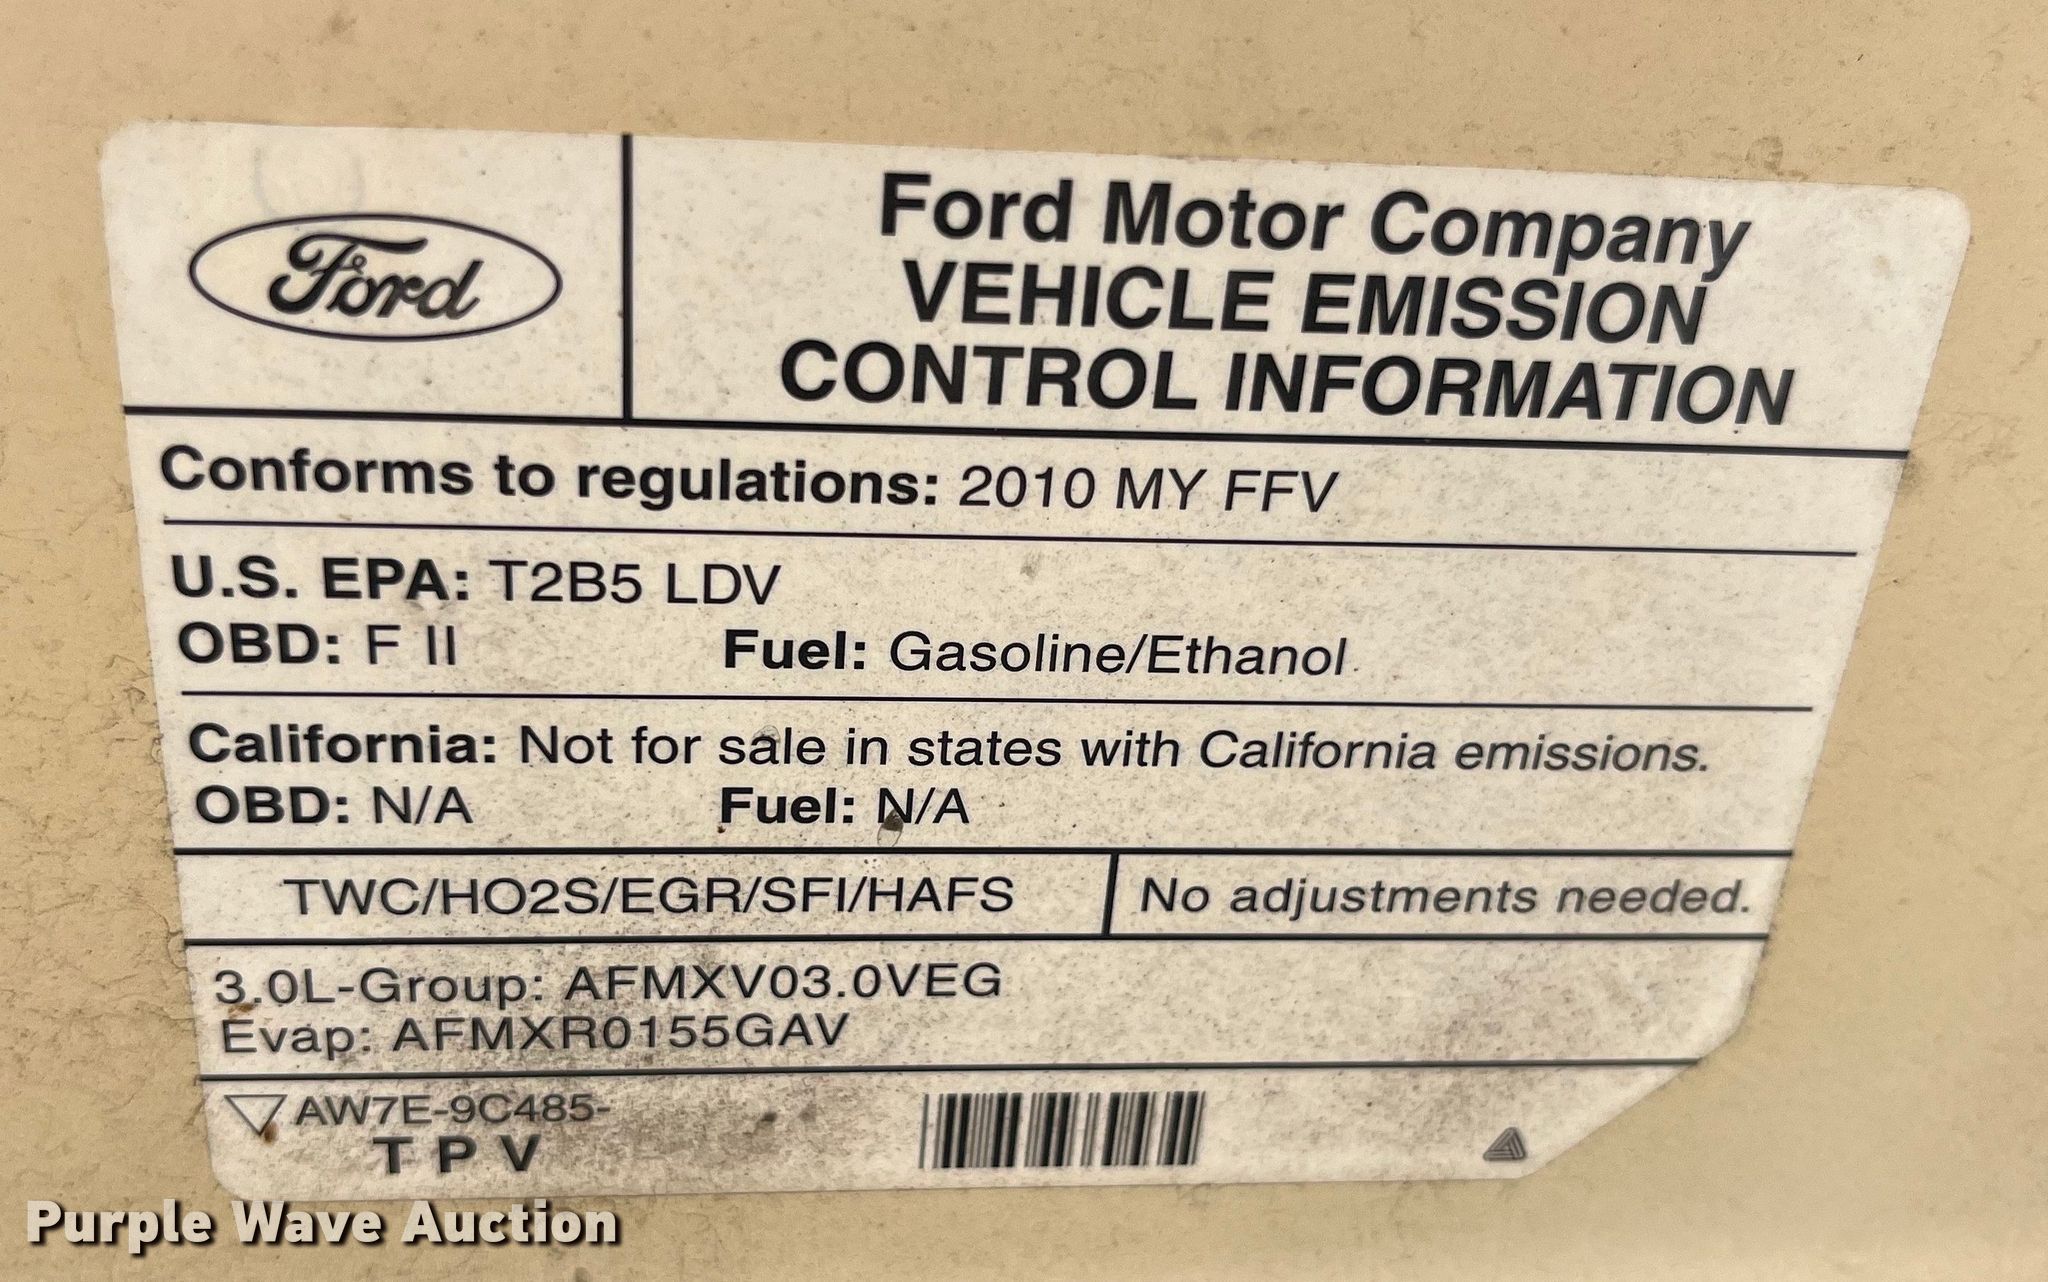 Ford
Ford Motor Company
VEHICLE EMISSION
CONTROL INFORMATION
Conforms to regulations: 2010 MY FFV
U.S. EPA: T2B5 LDV
OBD: F II Fuel: Gasoline/Ethanol
California: Not for sale in states with California emissions.
OBD: N/A Fuel: N/A
TWC/HO2S/EGR/SFI/HAFS No adjustments needed.
3.0L-Group: AFMXV03.0VEG
Evap: AFMXR0155GAV
AW7E-9C485-
T P V
Purple Wave Auction